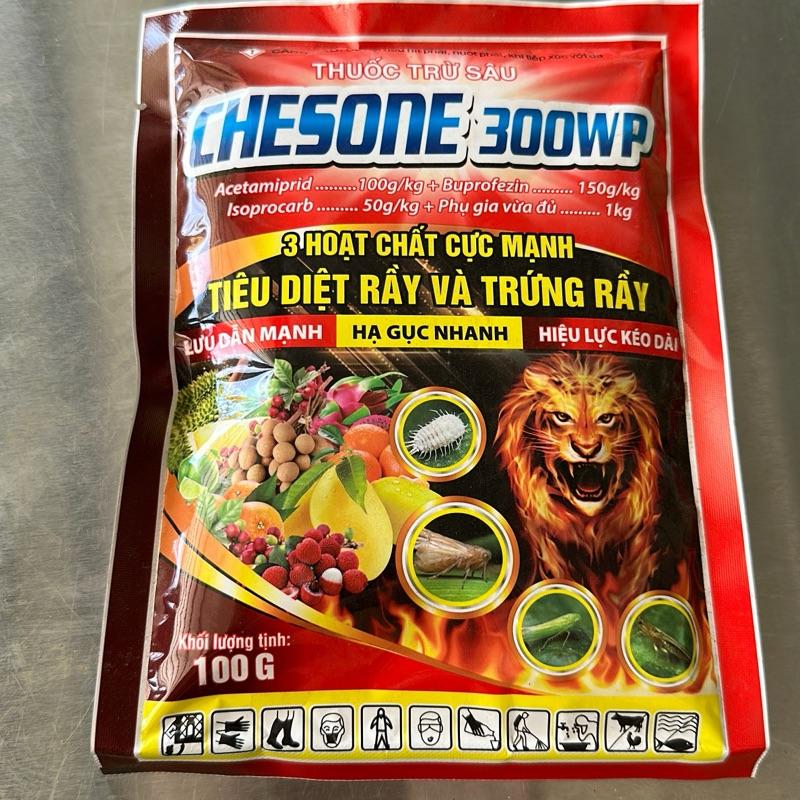 THUỐC TRỪ SÂU
CHESONE 300WP
Acetamiprid .........100g/kg + Buprofezin ......... 150g/kg
Isoprocarb ......... 50g/kg + Phụ gia vừa đủ ......... 1kg
3 HOẠT CHẤT CỰC MẠNH
TIÊU DIỆT RẦY VÀ TRỨNG RẦY
LƯU DẪN MẠNH HẠ GỤC NHANH HIỆU LỰC KÉO DÀI
Khối lượng tịnh:
100 G